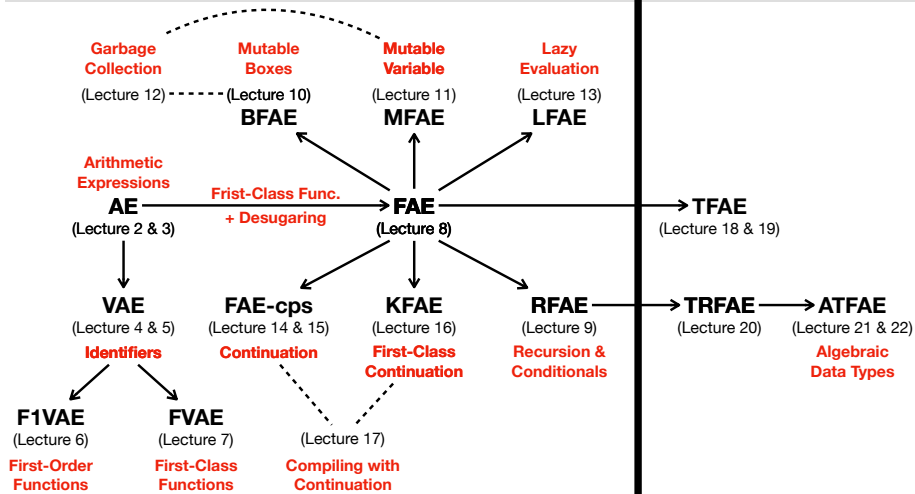 Garbage
Collection
(Lecture 12)
Mutable
Boxes
(Lecture 10)
BFAE
Mutable
Variable
(Lecture 11)
MFAE
Lazy
Evaluation
(Lecture 13)
LFAE
Arithmetic
Expressions
AE
(Lecture 2 & 3)
Frist-Class Func.
+ Desugaring
FAE
(Lecture 8)
TFAE
(Lecture 18 & 19)
VAE
(Lecture 4 & 5)
Identifiers
FAE-cps
(Lecture 14 & 15)
Continuation
KFAE
(Lecture 16)
First-Class
Continuation
RFAE
(Lecture 9)
Recursion &
Conditionals
TRFAE
(Lecture 20)
ATFAE
(Lecture 21 & 22)
Algebraic
Data Types
F1VAE
(Lecture 6)
First-Order
Functions
FVAE
(Lecture 7)
First-Class
Functions
(Lecture 17)
Compiling with
Continuation